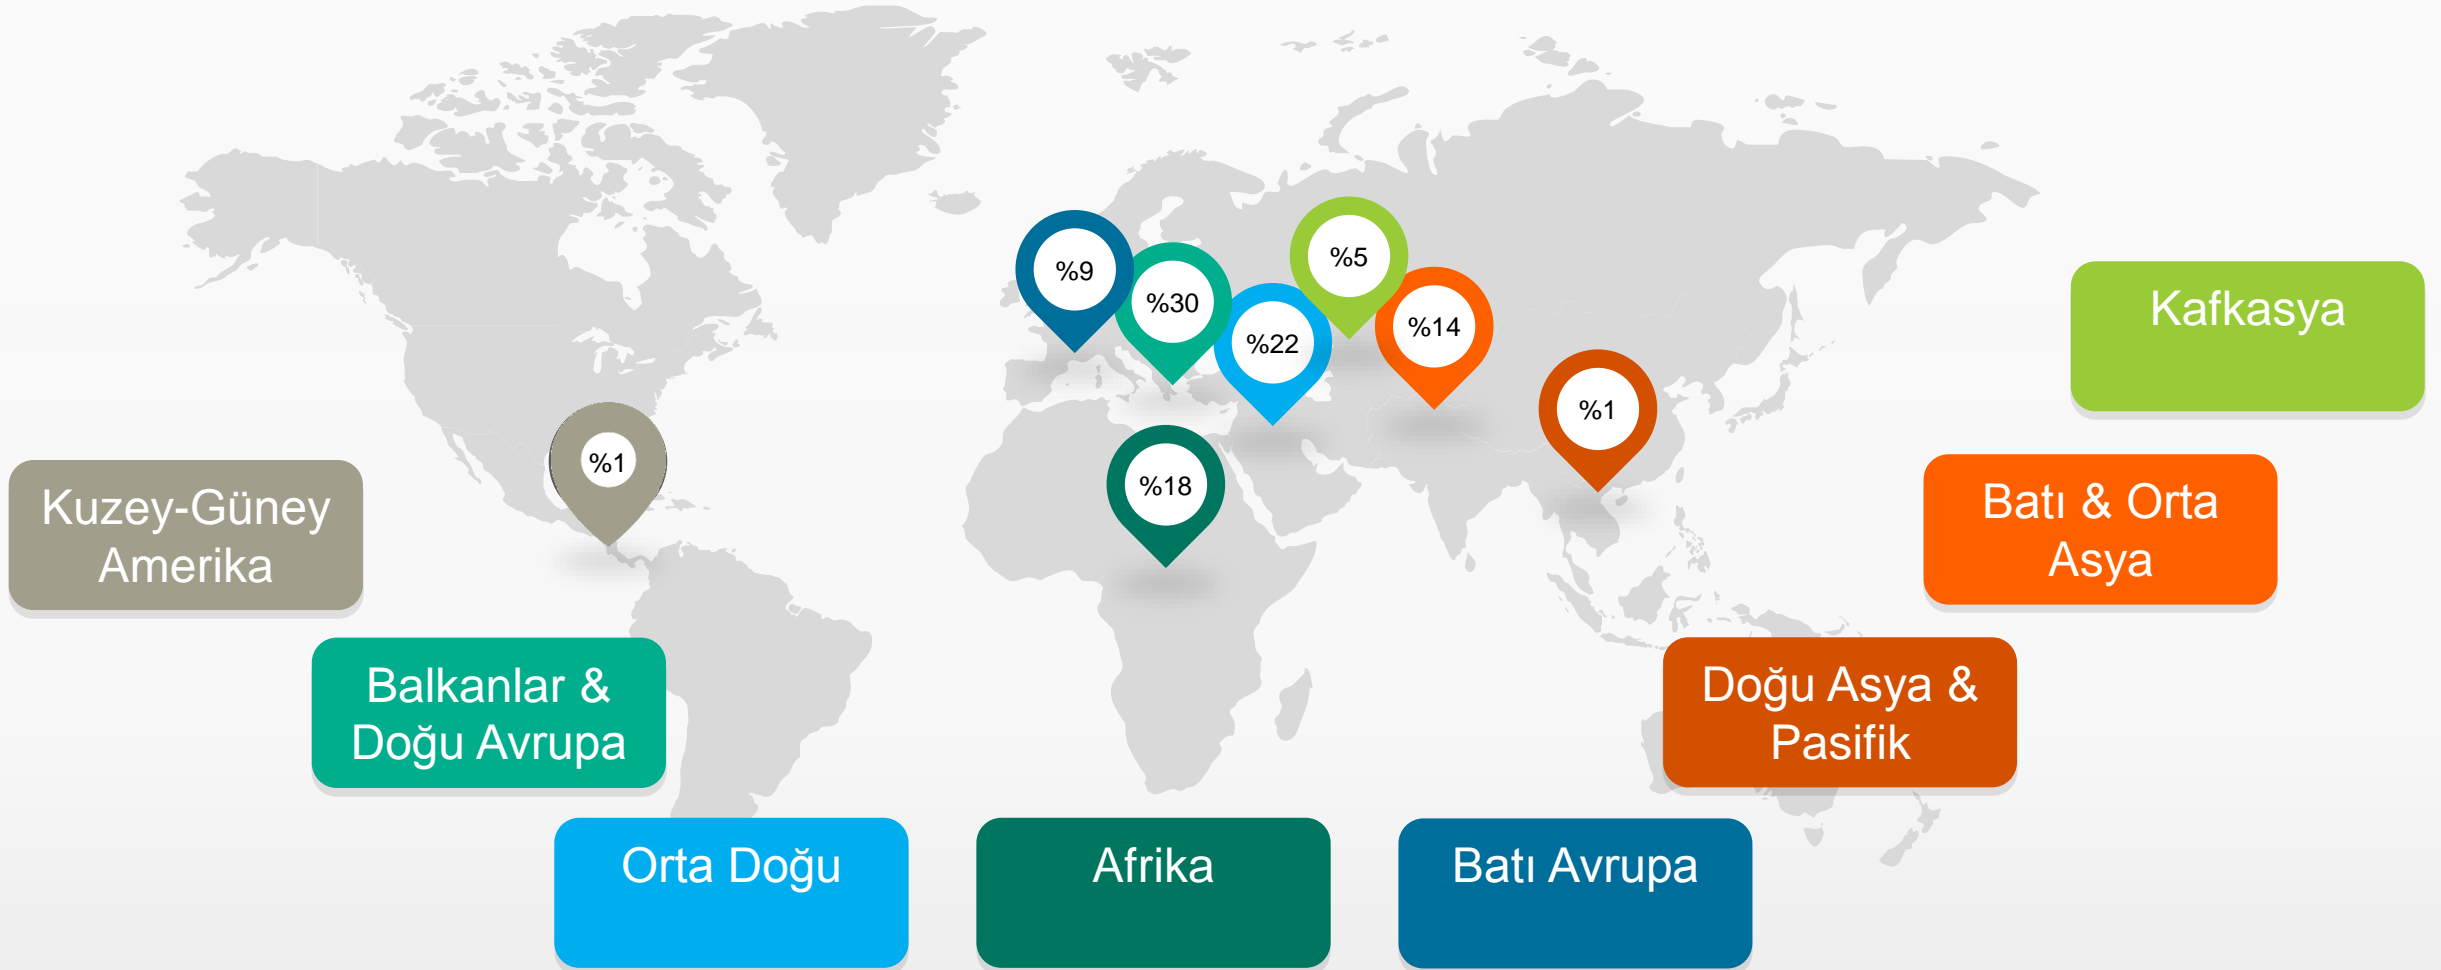 %9
%30
%22
%5
%14
%1
%1
%18
Kafkasya
Kuzey-Güney
Amerika
Batı & Orta
Asya
Balkanlar &
Doğu Avrupa
Doğu Asya &
Pasifik
Orta Doğu
Afrika
Batı Avrupa